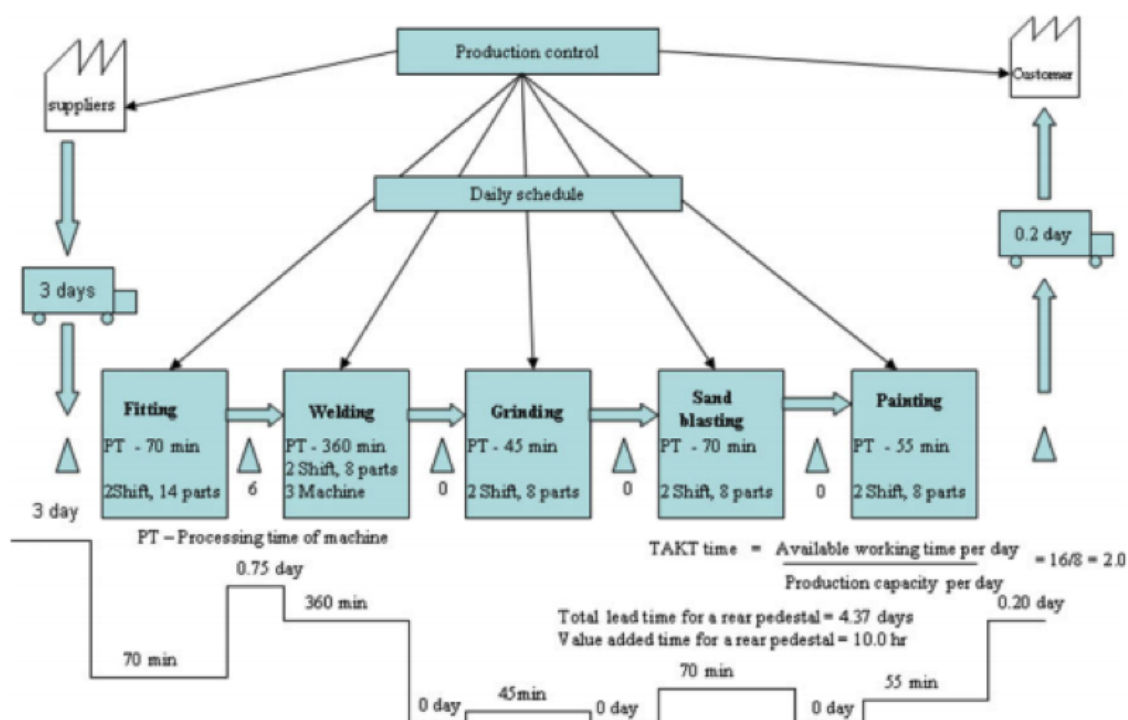 Production control
suppliers
Customer
Daily schedule
3 days
0.2 day
Fitting
PT - 70 min
2Shift, 14 parts
Welding
PT - 360 min
2 Shift, 8 parts
3 Machine
Grinding
PT - 45 min
2 Shift, 8 parts
Sand
blasting
PT - 70 min
2 Shift, 8 parts
Painting
PT - 55 min
2 Shift, 8 parts
6
0
0
0
3 day
PT – Processing time of machine
TAKT time = Available working time per day
= 16/8 = 2.0
Production capacity per day
0.75 day
360 min
Total lead time for a rear pedestal = 4.37 days
Value added time for a rear pedestal = 10.0 hr
0.20 day
70 min
0 day
45min
0 day
70 min
0 day
55 min